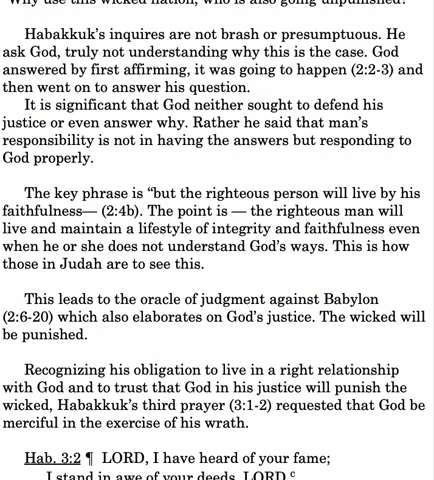 Why use this wicked nation, who is also going unpunished?
Habakkuk's inquires are not brash or presumptuous. He
ask God, truly not understanding why this is the case. God
answered by first affirming, it was going to happen (2:2-3) and
then went on to answer his question.
It is significant that God neither sought to defend his
justice or even answer why. Rather he said that man's
responsibility is not in having the answers but responding to
God properly.
The key phrase is “but the righteous person will live by his
faithfulness— (2:4b). The point is — the righteous man will
live and maintain a lifestyle of integrity and faithfulness even
when he or she does not understand God's ways. This is how
those in Judah are to see this.
This leads to the oracle of judgment against Babylon
(2:6-20) which also elaborates on God's justice. The wicked will
be punished.
Recognizing his obligation to live in a right relationship
with God and to trust that God in his justice will punish the
wicked, Habakkuk's third prayer (3:1-2) requested that God be
merciful in the exercise of his wrath.
Hab. 3:2 ¶ LORD, I have heard of your fame;
I stand in awe of your deeds, LORD.c